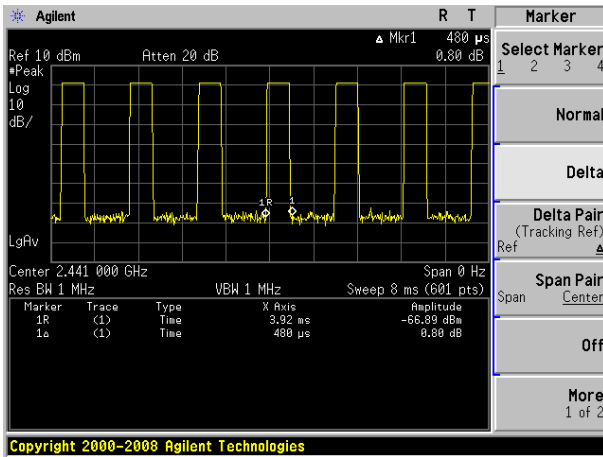 Agilent R T
Δ Mkr1 480 µs
Ref 10 dBm Atten 20 dB 0.80 dB
#Peak
Log
10
dB/
1R 1
LgAv
Center 2.441 000 GHz Span 0 Hz
Res BW 1 MHz VBW 1 MHz Sweep 8 ms (601 pts)
Marker Trace Type X Axis Amplitude
1R (1) Time 3.92 ms -66.89 dBm
1Δ (1) Time 480 µs 0.80 dB
Copyright 2000-2008 Agilent Technologies
Marker
Select Marker
1 2 3 4
Normal
Delta
Delta Pair
(Tracking Ref)
Ref Δ
Span Pair
Span Center
Off
More
1 of 2